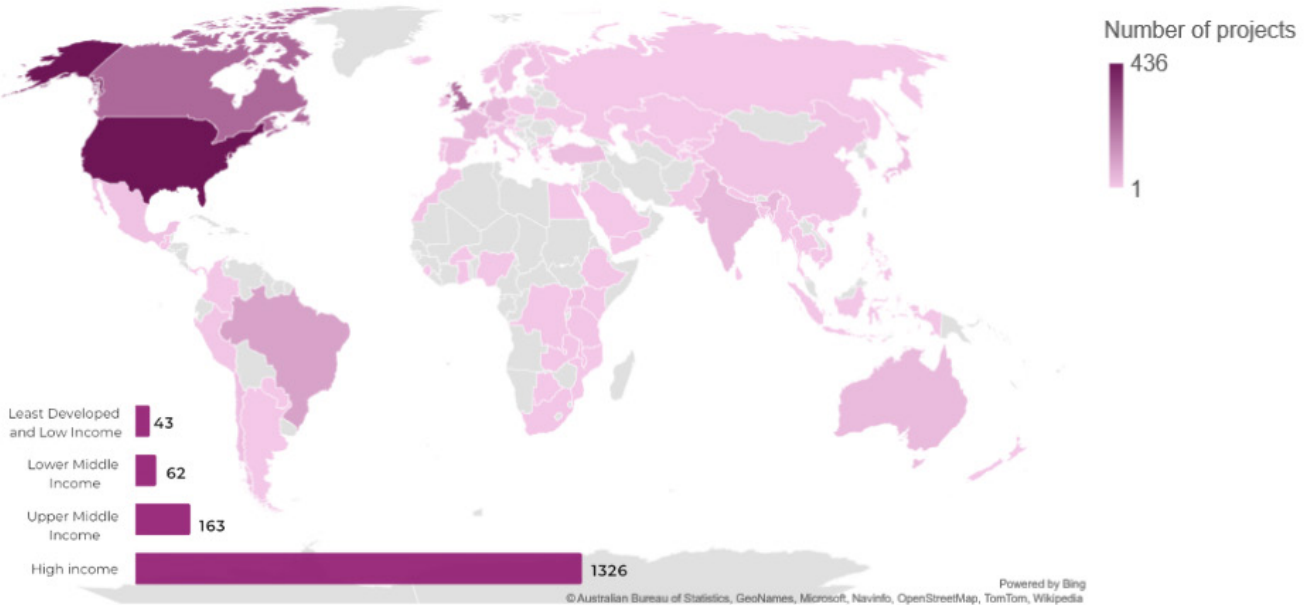 Number of projects
436
1
Least Developed
and Low Income
43
Lower Middle
Income
62
Upper Middle
Income
163
High income
1326
Powered by Bing
© Australian Bureau of Statistics, GeoNames, Microsoft, Navinfo, OpenStreetMap, TomTom, Wikipedia